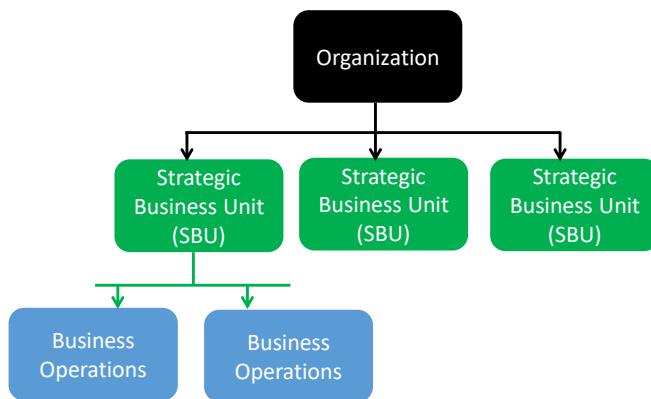 Organization
Strategic
Business Unit
(SBU)
Strategic
Business Unit
(SBU)
Strategic
Business Unit
(SBU)
Business
Operations
Business
Operations